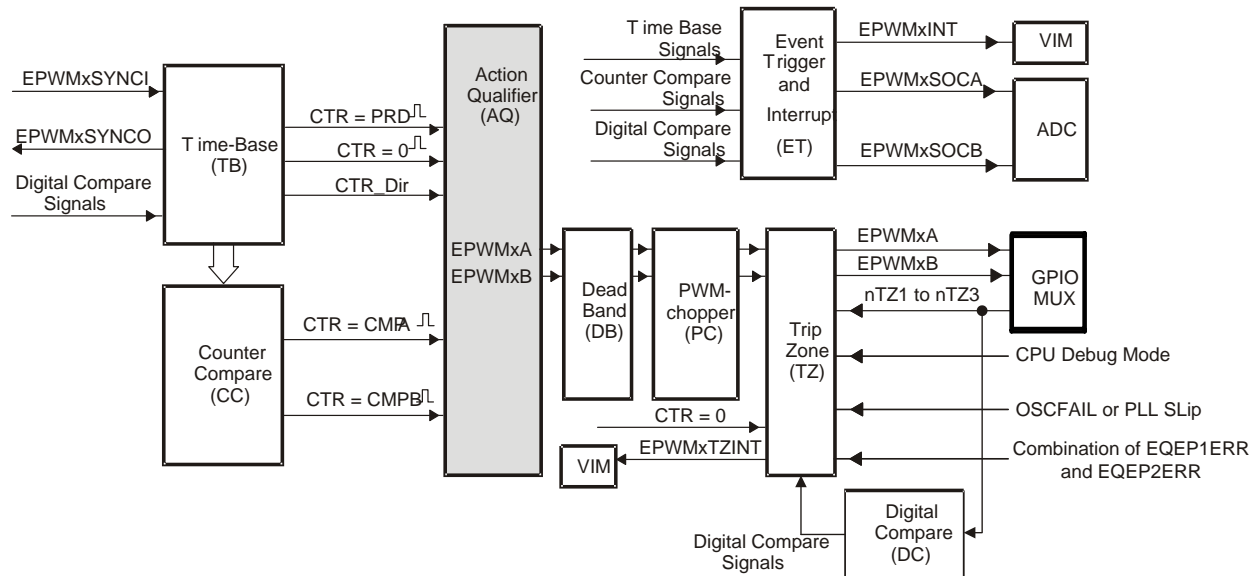 EPWMxSYNCI
EPWMxSYNCO
Digital Compare
Signals
Time-Base
(TB)
CTR = PRD
CTR = 0
CTR_Dir
Counter
Compare
(CC)
CTR = CMPA
CTR = CMPB
Action
Qualifier
(AQ)
EPWMxA
EPWMxB
Time Base
Signals
Counter Compare
Signals
Digital Compare
Signals
Event
Trigger
and
Interrupt
(ET)
EPWMxINT
EPWMxSOCA
EPWMxSOCB
VIM
ADC
Dead
Band
(DB)
PWM-
chopper
(PC)
Trip
Zone
(TZ)
EPWMxA
EPWMxB
nTZ1 to nTZ3
GPIO
MUX
CPU Debug Mode
OSCFAIL or PLL SLip
Combination of EQEP1ERR
and EQEP2ERR
CTR = 0
EPWMxTZINT
VIM
Digital Compare
Signals
Digital
Compare
(DC)